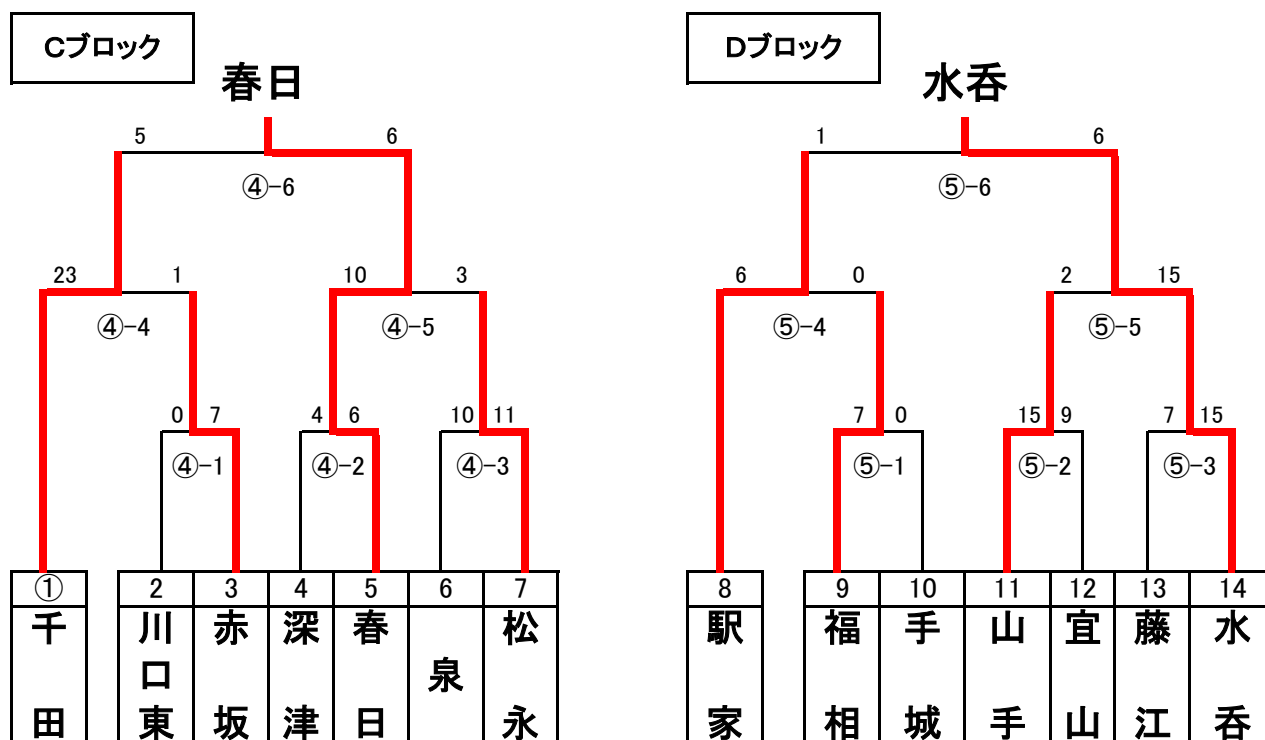 Cブロック
Dブロック
春日
水呑
5 6
1 6
④-6
⑤-6
23 1 10 3
6 0 2 15
④-4 ④-5
⑤-4 ⑤-5
0 7 4 6 10 11
7 0 15 9 7 15
④-1 ④-2 ④-3
⑤-1 ⑤-2 ⑤-3
① 2 3 4 5 6 7
8 9 10 11 12 13 14
千田
川口東
赤坂
深津
春日
泉
松永
駅家
福相
手城
山手
宜山
藤江
水呑